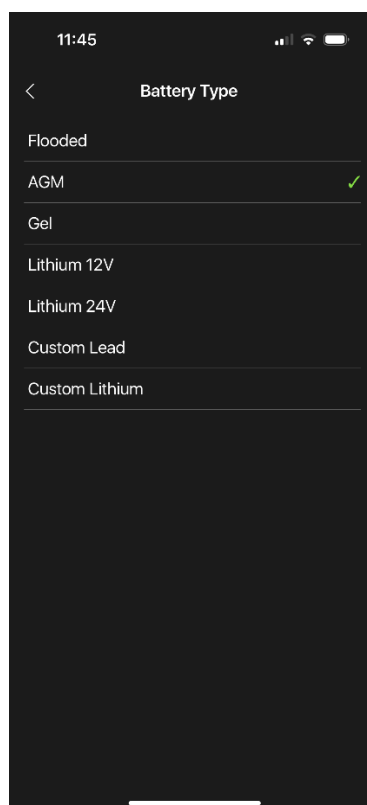 11:45
Battery Type
Flooded
AGM
Gel
Lithium 12V
Lithium 24V
Custom Lead
Custom Lithium